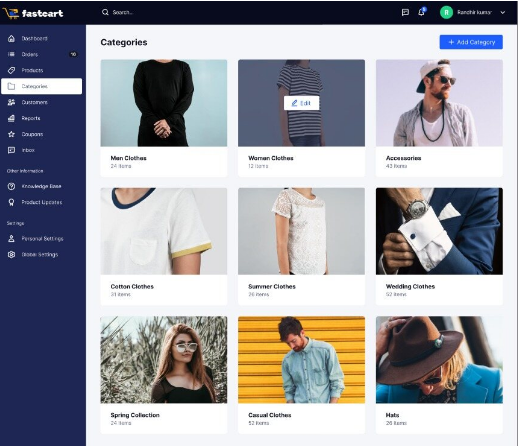 fastcart
Search...
R
Randhir kumar
Dashboard
Orders
16
Products
Categories
Customers
Reports
Coupons
Inbox
Other Information
Knowledge Base
Product Updates
Settings
Personal Settings
Global Settings
Categories
+ Add Category
Men Clothes
24 items
Edit
Women Clothes
12 items
Accessories
43 items
Cotton Clothes
31 items
Summer Clothes
26 items
Wedding Clothes
52 items
Spring Collection
24 items
Casual Clothes
52 items
Hats
26 items